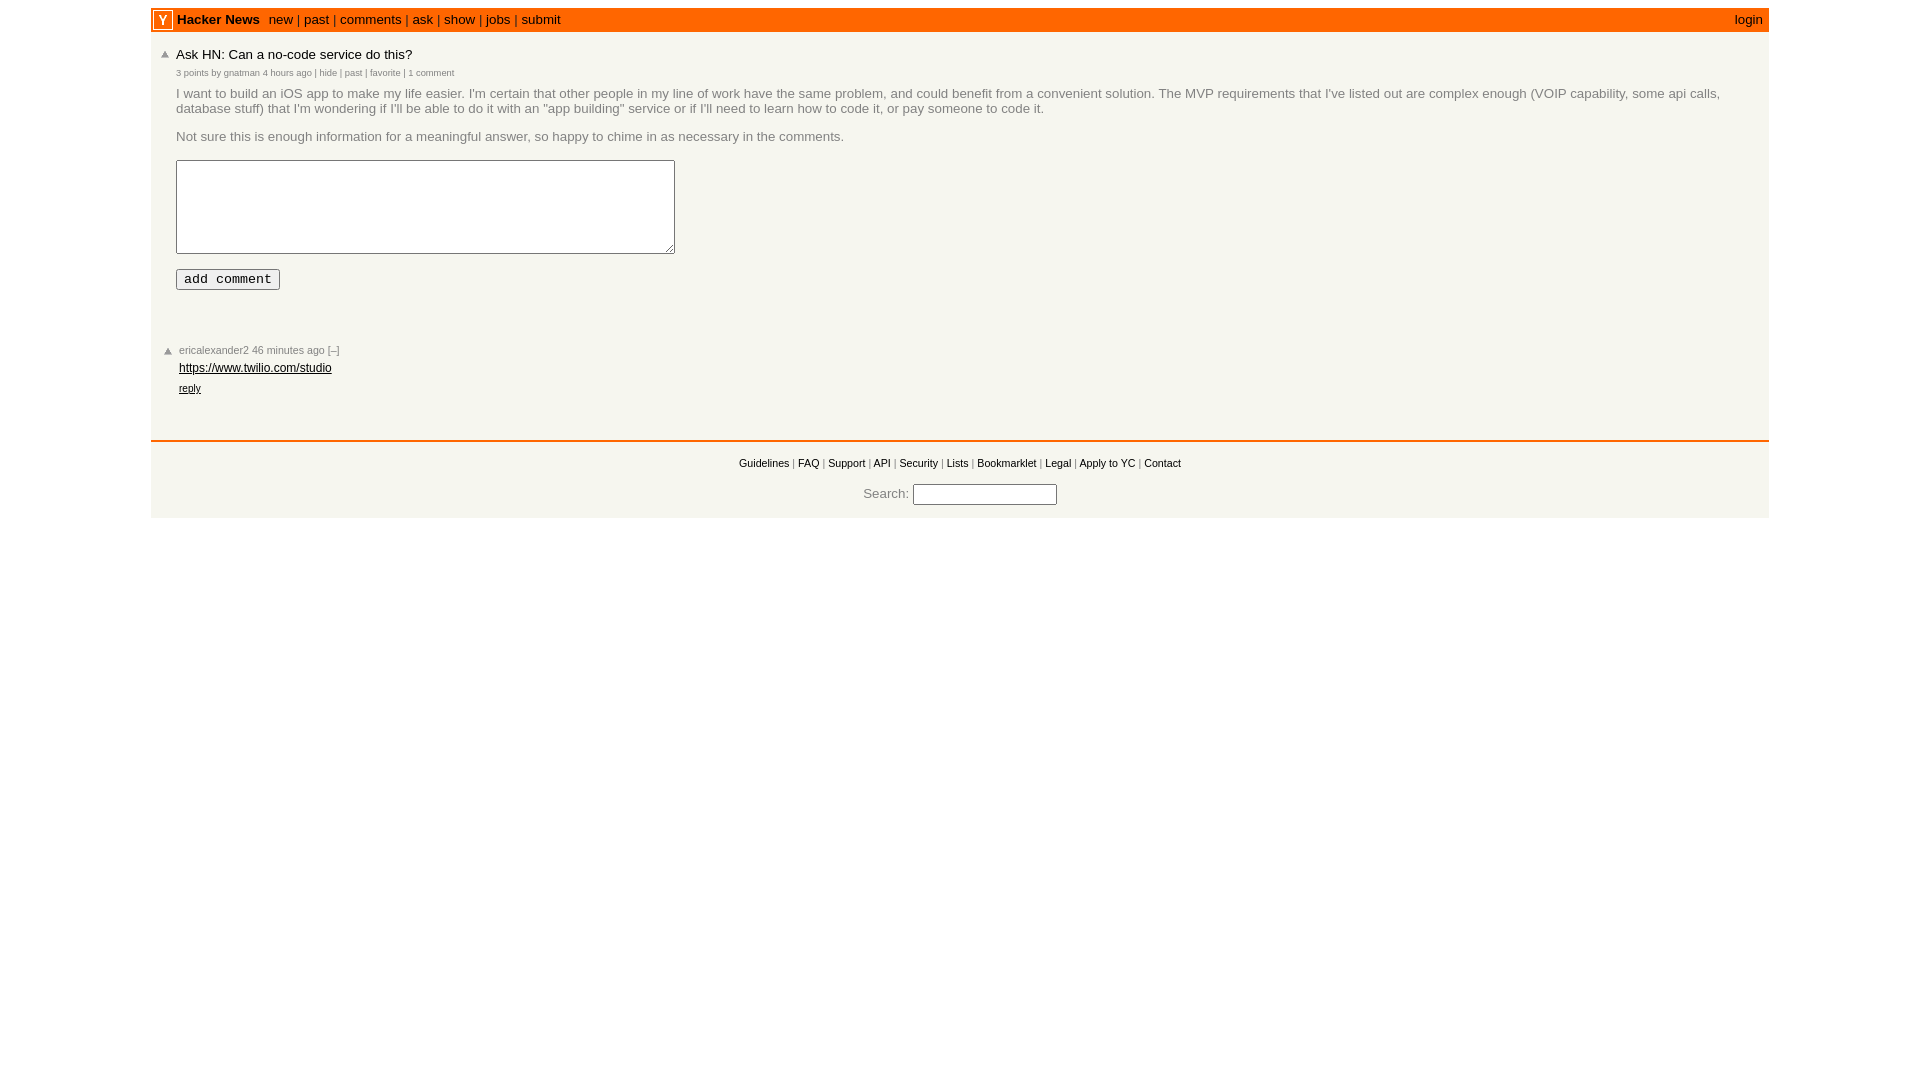 Y Hacker News new | past | comments | ask | show | jobs | submit login
Ask HN: Can a no-code service do this?
3 points by gnatman 4 hours ago | hide | past | favorite | 1 comment
I want to build an iOS app to make my life easier. I'm certain that other people in my line of work have the same problem, and could benefit from a convenient solution. The MVP requirements that I've listed out are complex enough (VOIP capability, some api calls,
database stuff) that I'm wondering if I'll be able to do it with an "app building" service or if I'll need to learn how to code it, or pay someone to code it.
Not sure this is enough information for a meaningful answer, so happy to chime in as necessary in the comments.
add comment
ericalexander2 46 minutes ago [–]
https://www.twilio.com/studio
reply
Guidelines | FAQ | Support | API | Security | Lists | Bookmarklet | Legal | Apply to YC | Contact
Search: